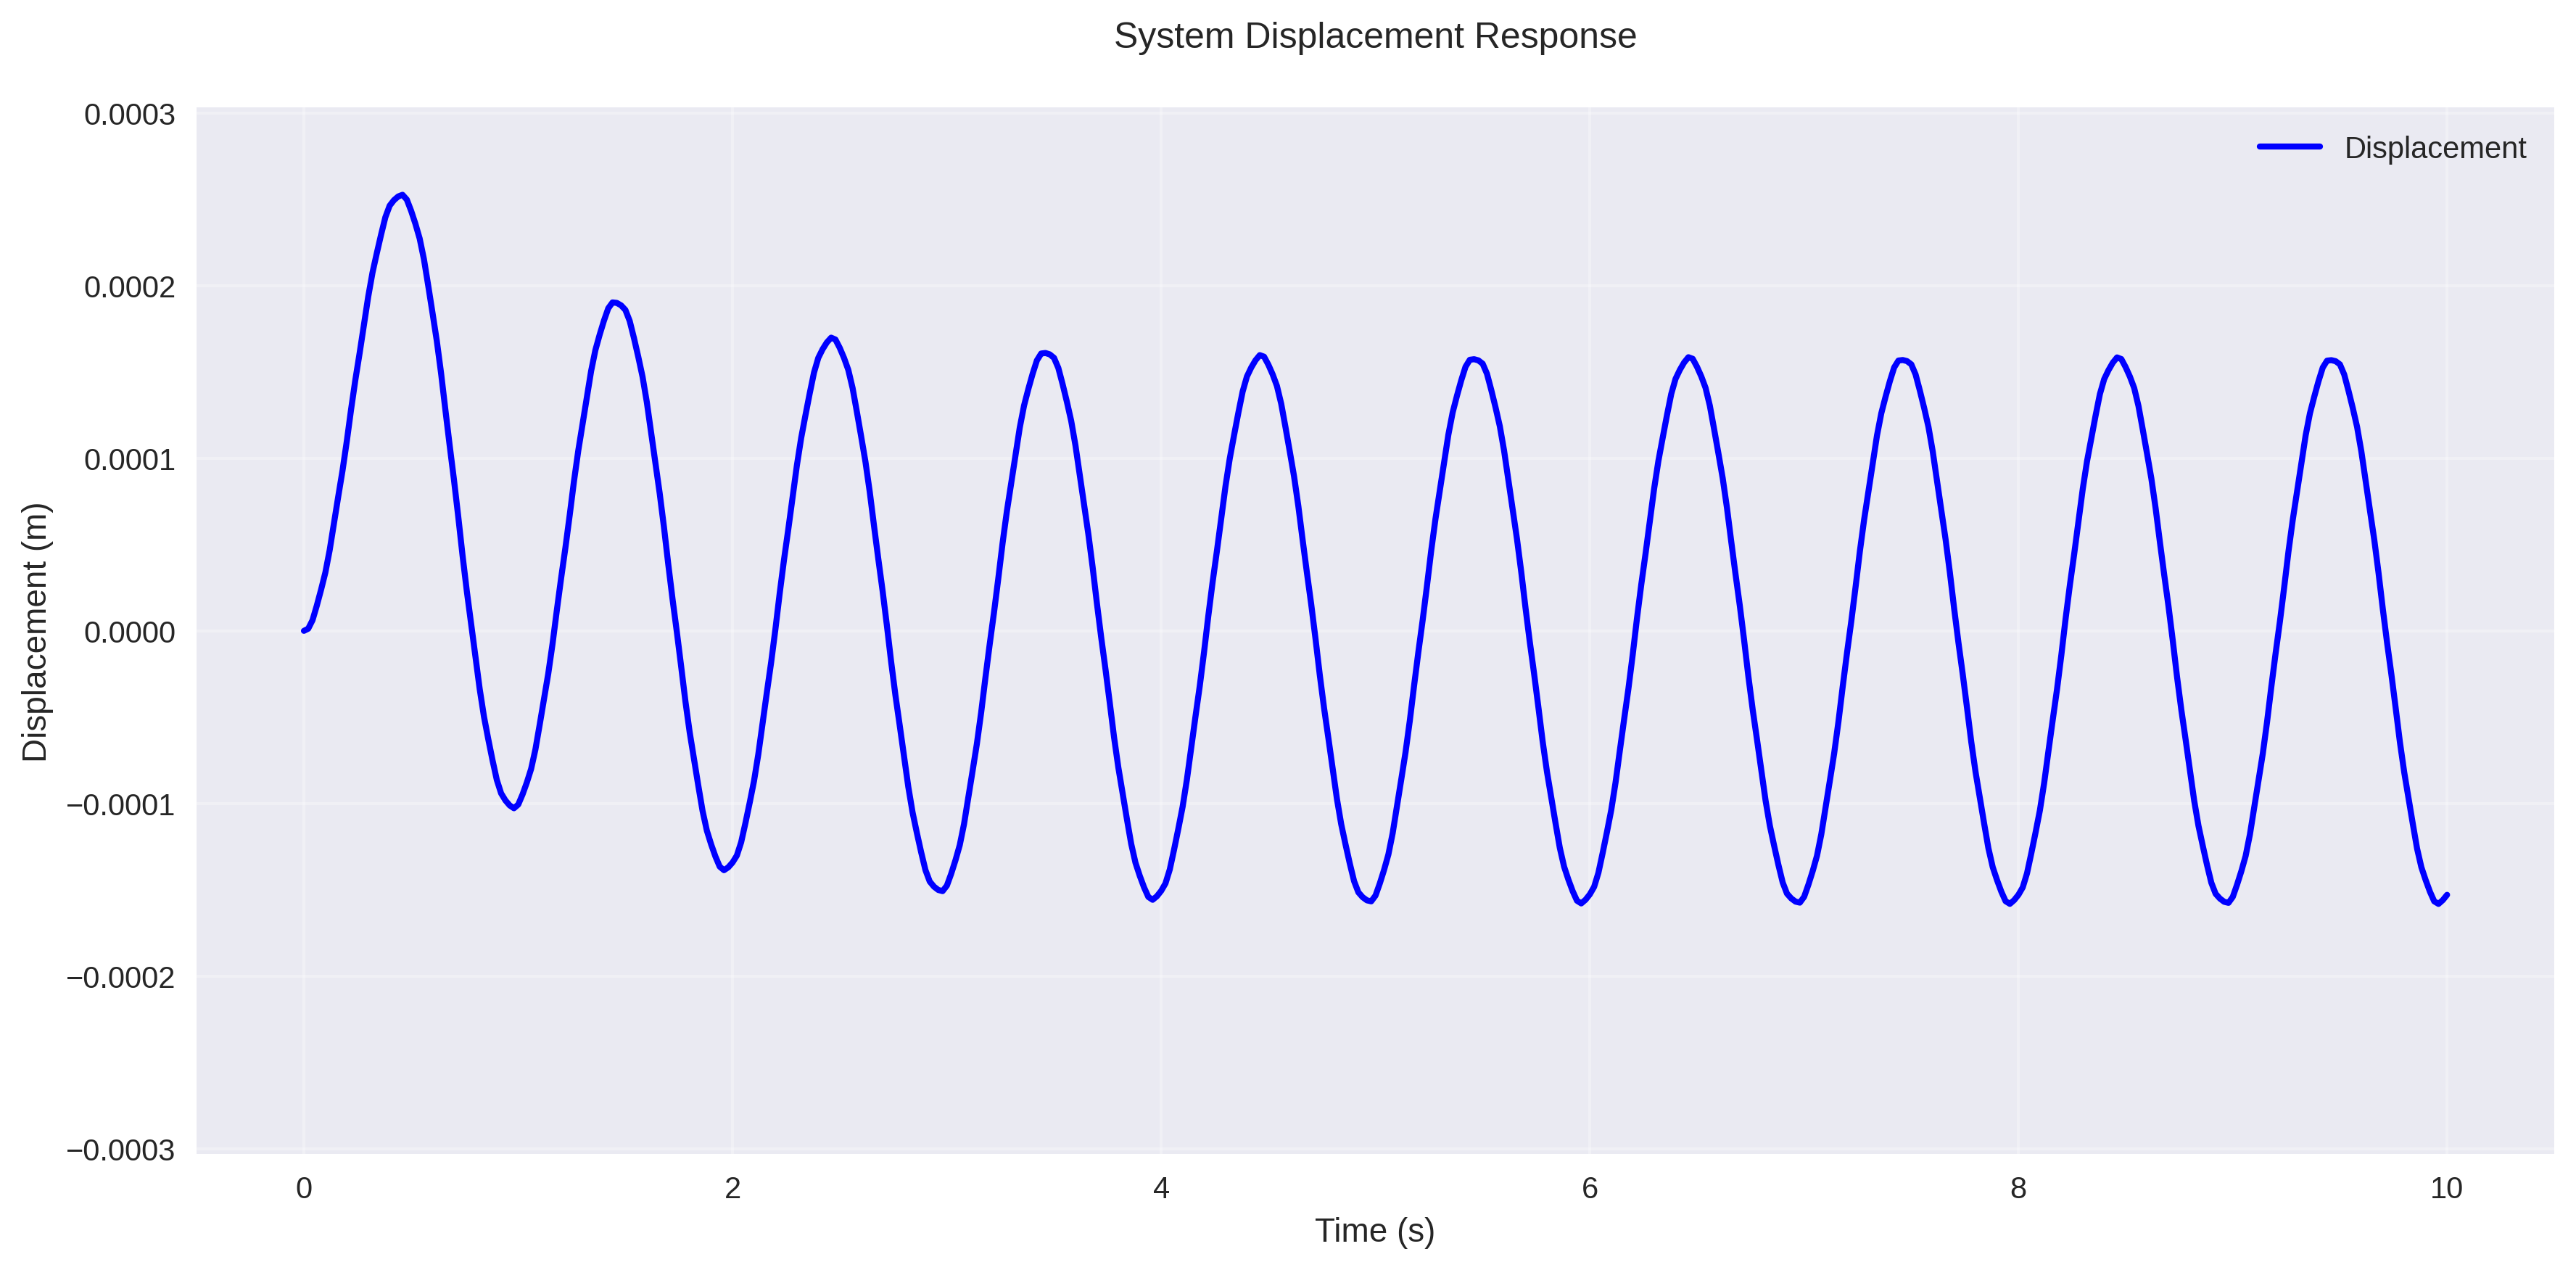 System Displacement Response
0.0003
0.0002
0.0001
0.0000
−0.0001
−0.0002
−0.0003
Displacement (m)
Displacement
0 2 4 6 8 10
Time (s)